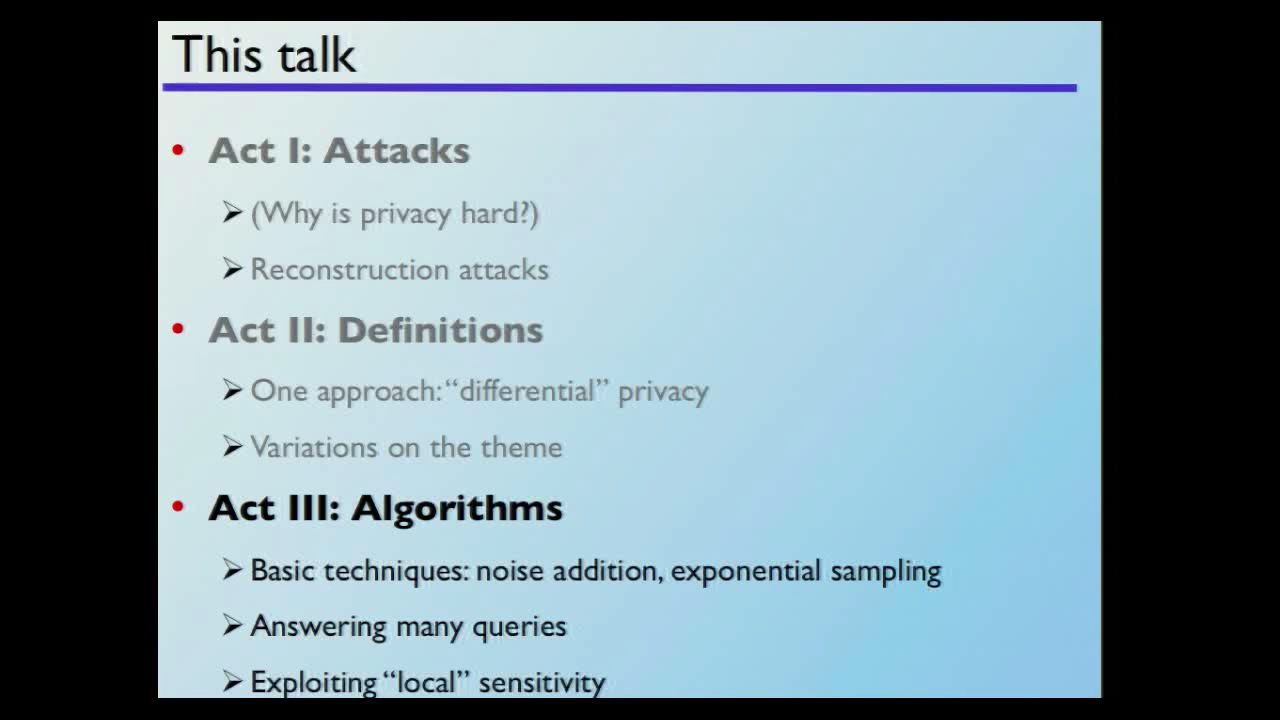 This talk
• Act I: Attacks
➢ (Why is privacy hard?)
➢ Reconstruction attacks
• Act II: Definitions
➢ One approach: “differential” privacy
➢ Variations on the theme
• Act III: Algorithms
➢ Basic techniques: noise addition, exponential sampling
➢ Answering many queries
➢ Exploiting “local” sensitivity